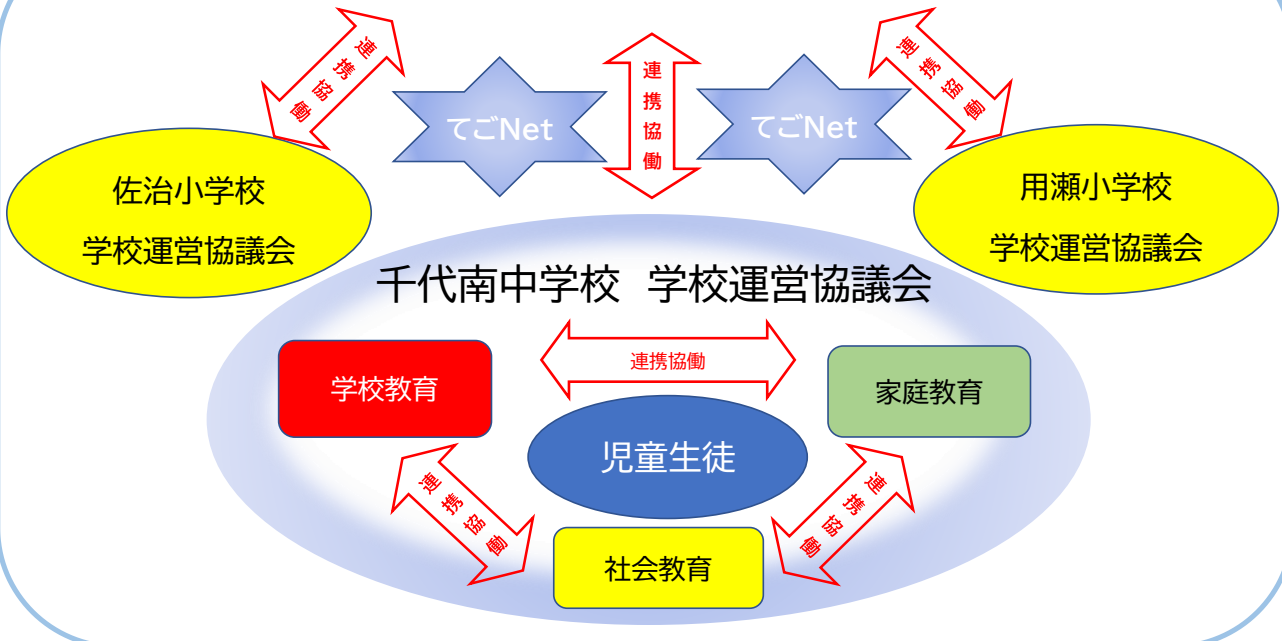 連携協働
連携協働
連携協働
てごNet
てごNet
佐治小学校
学校運営協議会
用瀬小学校
学校運営協議会
千代南中学校 学校運営協議会
連携協働
学校教育
家庭教育
児童生徒
連携協働
連携協働
社会教育